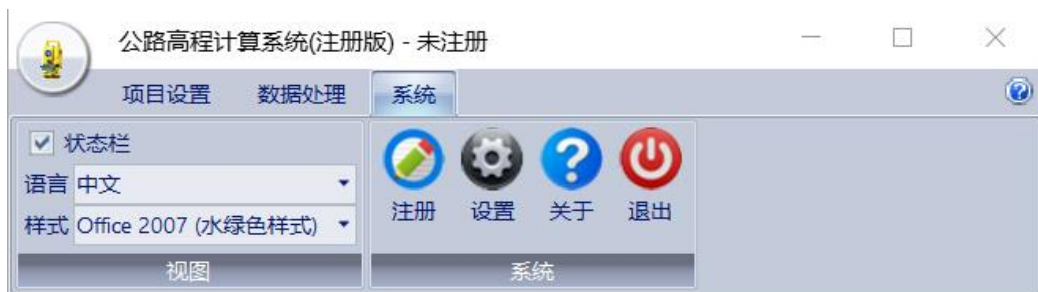 公路高程计算系统(注册版) - 未注册
项目设置 数据处理 系统
状态栏
语言 中文
样式 Office 2007 (水绿色样式)
注册 设置 关于 退出
视图 系统